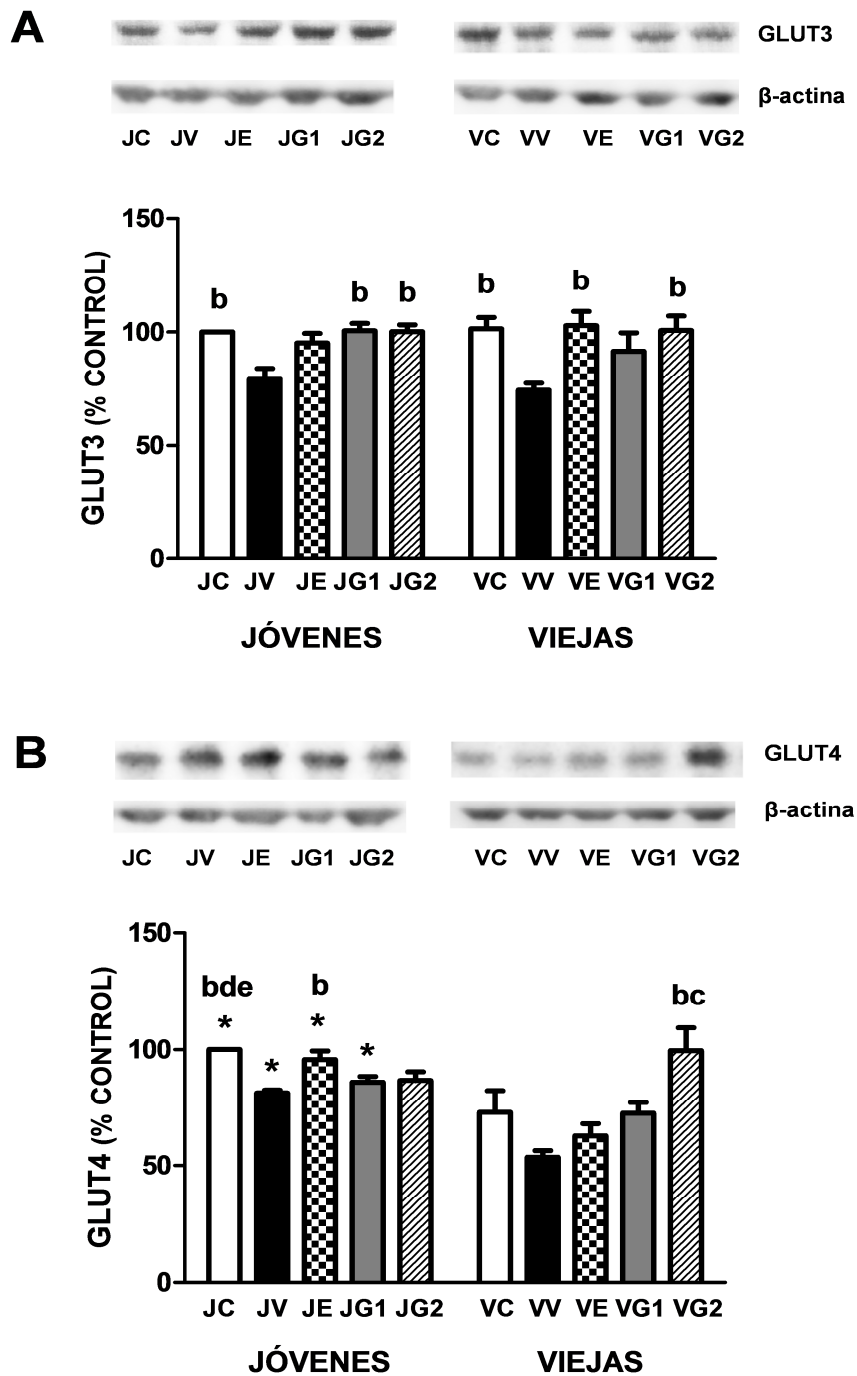 A
GLUT3
β-actina
JC JV JE JG1 JG2 VC VV VE VG1 VG2
GLUT3 (% CONTROL)
150
100
50
0
b b b b b b
JC JV JE JG1 JG2 VC VV VE VG1 VG2
JÓVENES VIEJAS
B
GLUT4
β-actina
JC JV JE JG1 JG2 VC VV VE VG1 VG2
GLUT4 (% CONTROL)
150
100
50
0
bde b bc
* * * *
JC JV JE JG1 JG2 VC VV VE VG1 VG2
JÓVENES VIEJAS